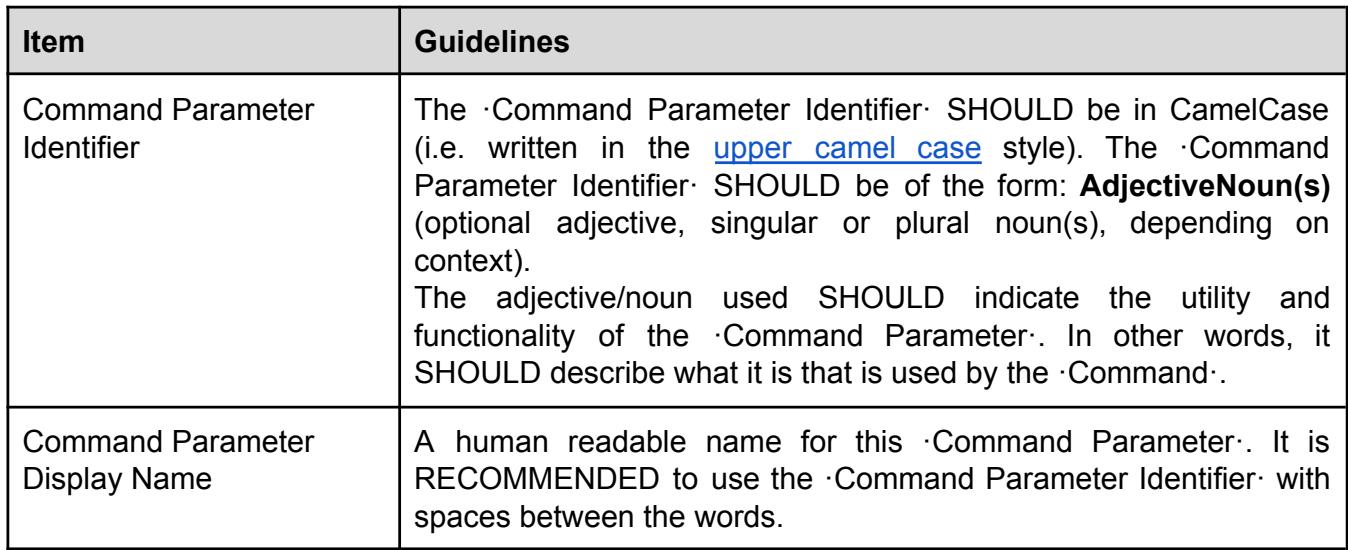 Item
Guidelines
Command Parameter
Identifier
The ·Command Parameter Identifier· SHOULD be in CamelCase
(i.e. written in the upper camel case style). The ·Command
Parameter Identifier· SHOULD be of the form: AdjectiveNoun(s)
(optional adjective, singular or plural noun(s), depending on
context).
The adjective/noun used SHOULD indicate the utility and
functionality of the ·Command Parameter·. In other words, it
SHOULD describe what it is that is used by the ·Command·.
Command Parameter
Display Name
A human readable name for this ·Command Parameter·. It is
RECOMMENDED to use the ·Command Parameter Identifier· with
spaces between the words.